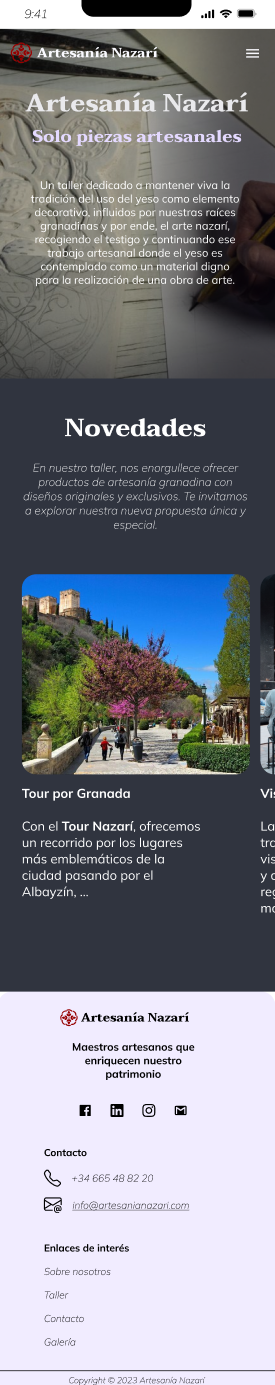 9:41
Artesanía Nazarí
Artesanía Nazarí
Solo piezas artesanales
Un taller dedicado a mantener viva la
tradición del uso del yeso como elemento
decorativo, influidos por nuestras raíces
granadinas y por ende, el arte nazarí,
recogiendo el testigo y continuando ese
trabajo artesanal donde el yeso es
contemplado como un material digno
para la realización de una obra de arte.
Novedades
En nuestro taller, nos enorgullece ofrecer
productos de artesanía granadina con
diseños originales y exclusivos. Te invitamos
a explorar nuestra nueva propuesta única y
especial.
Tour por Granada
Con el Tour Nazarí, ofrecemos
un recorrido por los lugares
más emblemáticos de la
ciudad pasando por el
Albayzín, ...
Vis
La
tra
vis
y c
reg
mo
Artesanía Nazarí
Maestros artesanos que
enriquecen nuestro
patrimonio
Contacto
+34 665 48 82 20
info@artesanianazari.com
Enlaces de interés
Sobre nosotros
Taller
Contacto
Galería
Copyright © 2023 Artesanía Nazarí